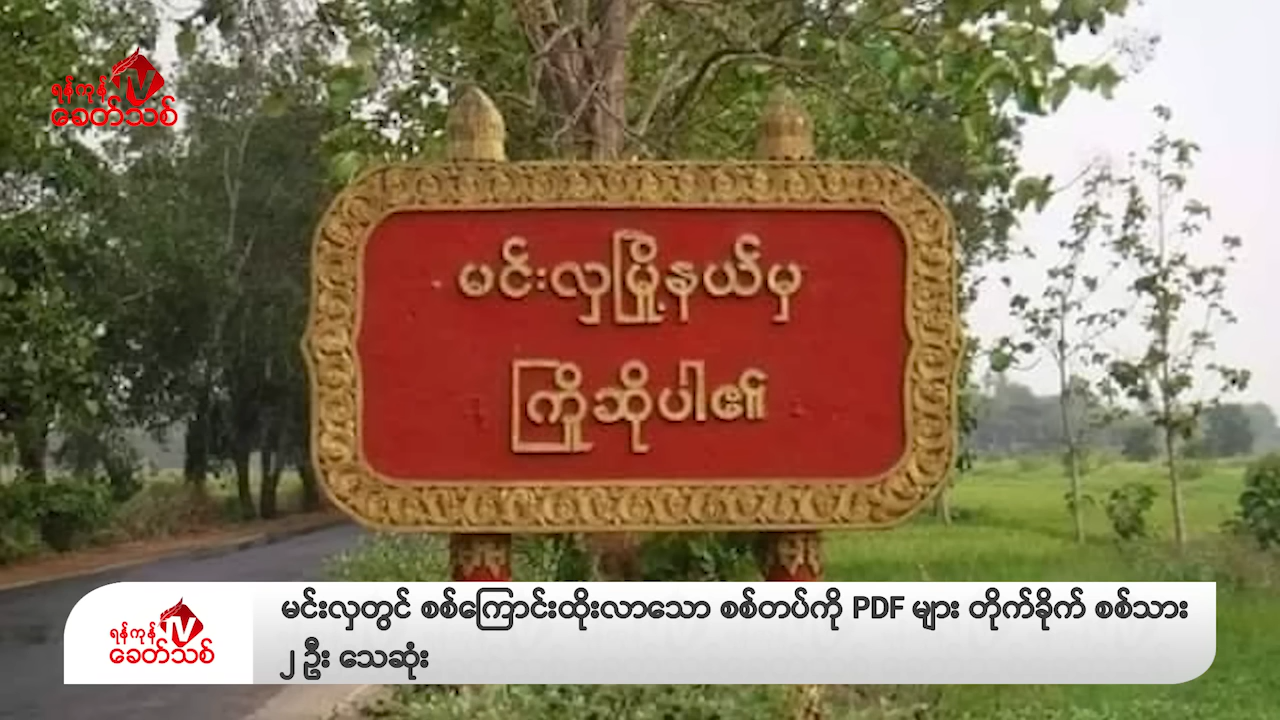 ရန်ကုန်
ခေတ်သစ်
TV
မင်းလှမြို့နယ်မှ
ကြိုဆိုပါ၏
ရန်ကုန်
ခေတ်သစ်
TV
မင်းလှတွင် စစ်ကြောင်းထိုးလာသော စစ်တပ်ကို PDF များ တိုက်ခိုက် စစ်သား
၂ ဦး သေဆုံး